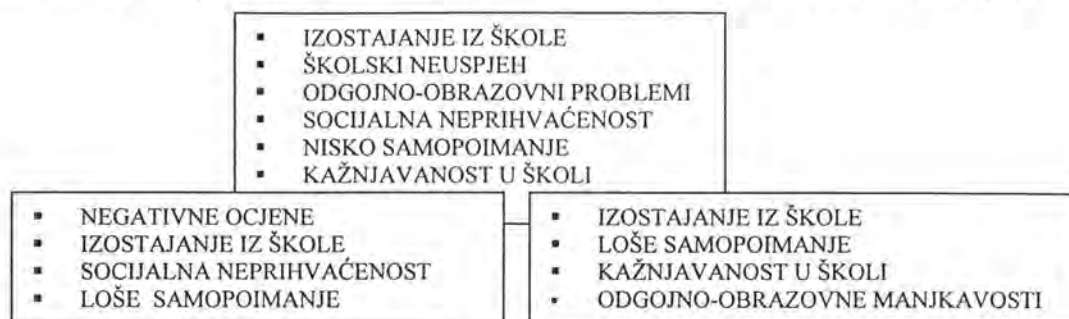 ▪ IZOSTAJANJE IZ ŠKOLE
▪ ŠKOLSKI NEUSPJEH
▪ ODGOJNO-OBRAZOVNI PROBLEMI
▪ SOCIJALNA NEPRIHVAĆENOST
▪ NISKO SAMOPOIMANJE
▪ KAŽNJAVANOST U ŠKOLI
▪ NEGATIVNE OCJENE
▪ IZOSTAJANJE IZ ŠKOLE
▪ SOCIJALNA NEPRIHVAĆENOST
▪ LOŠE SAMOPOIMANJE
▪ IZOSTAJANJE IZ ŠKOLE
▪ LOŠE SAMOPOIMANJE
▪ KAŽNJAVANOST U ŠKOLI
▪ ODGOJNO-OBRAZOVNE MANJKAVOSTI